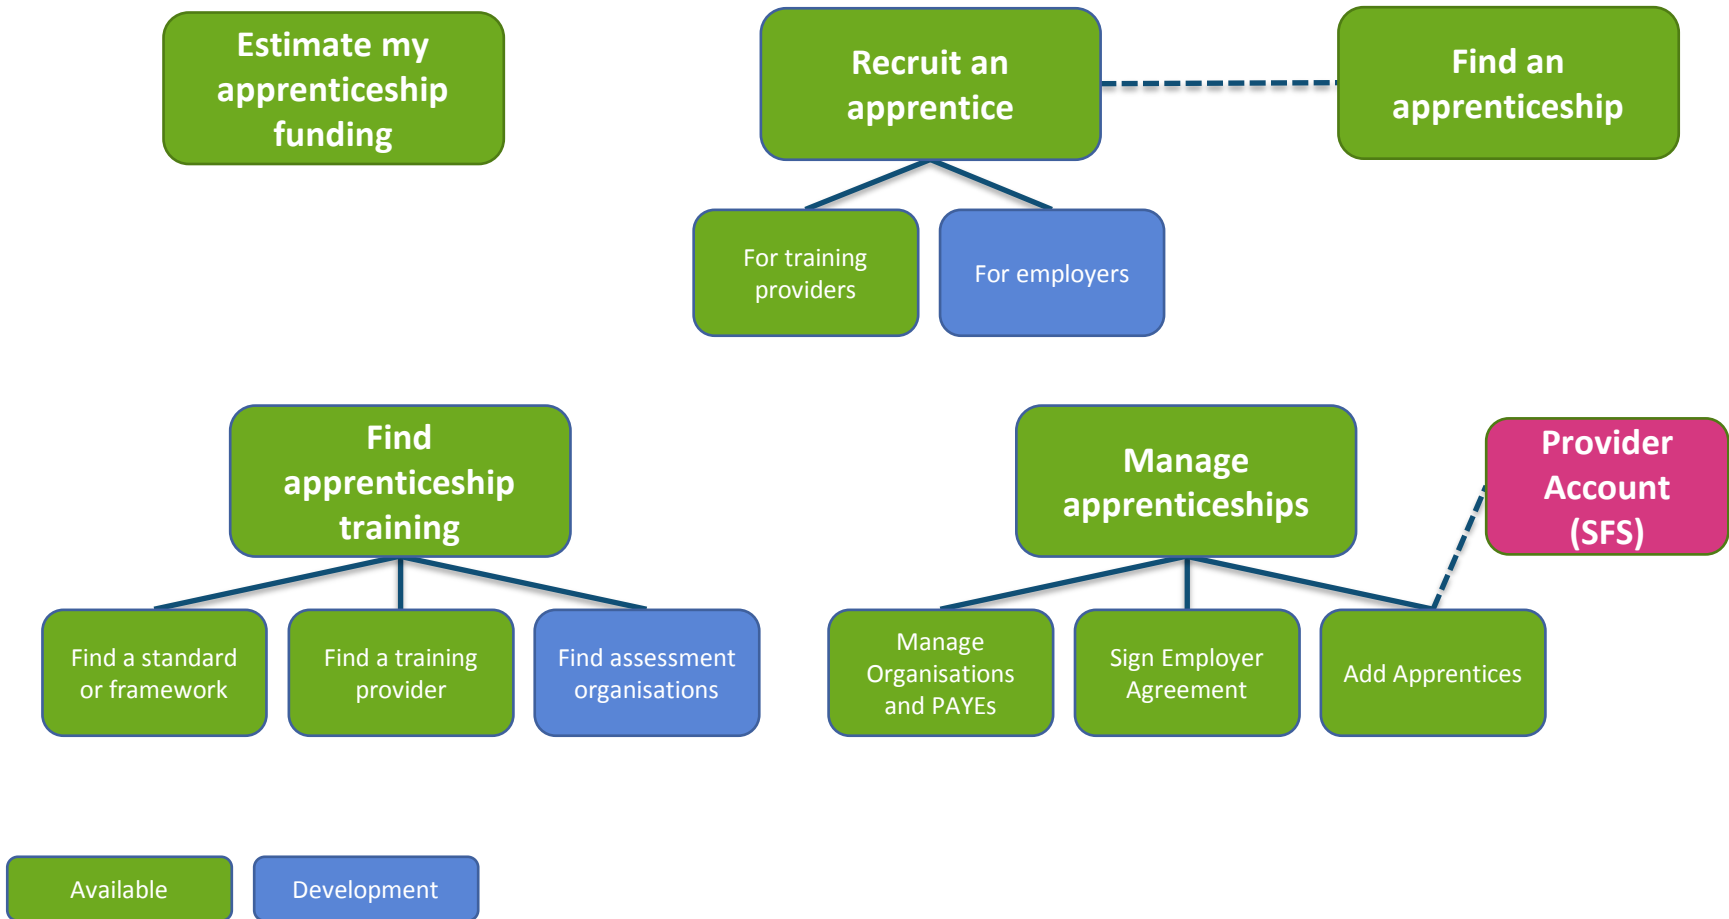 Estimate my
apprenticeship
funding
Recruit an
apprentice
Find an
apprenticeship
For training
providers
For employers
Find
apprenticeship
training
Manage
apprenticeships
Provider
Account
(SFS)
Find a standard
or framework
Find a training
provider
Find assessment
organisations
Manage
Organisations
and PAYEs
Sign Employer
Agreement
Add Apprentices
Available
Development